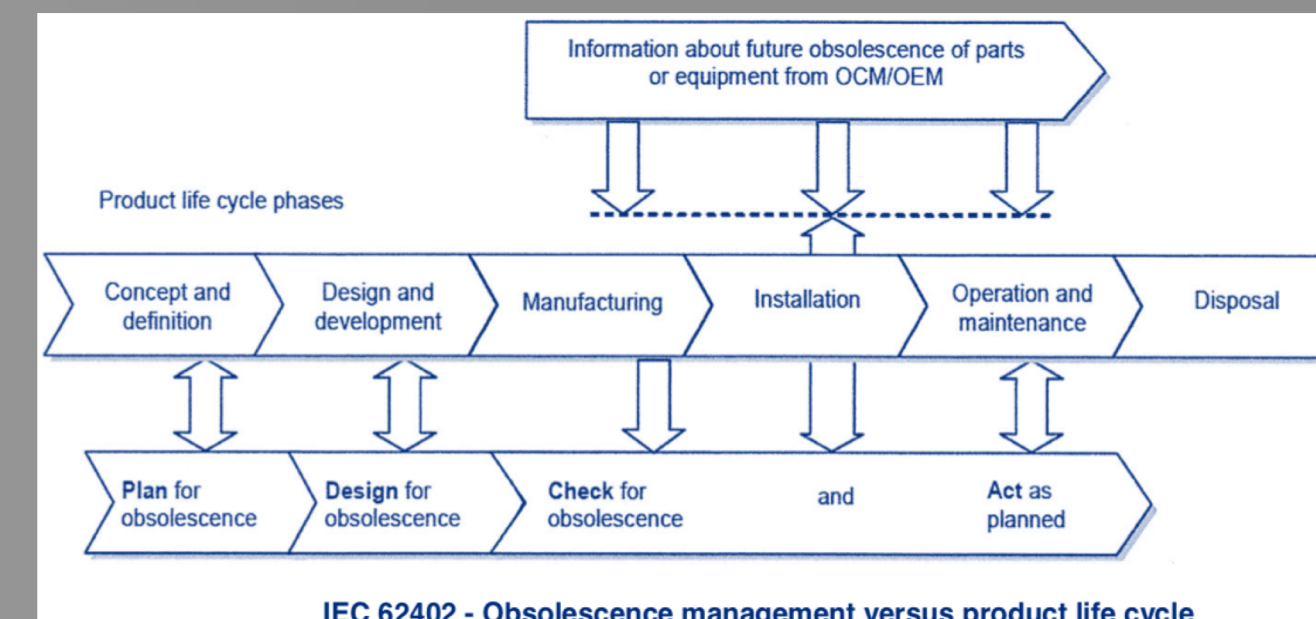 Information about future obsolescence of parts
or equipment from OCM/OEM
Product life cycle phases
Concept and
definition
Design and
development
Manufacturing
Installation
Operation and
maintenance
Disposal
Plan for
obsolescence
Design for
obsolescence
Check for
obsolescence
and
Act as
planned
IEC 62402 - Obsolescence management versus product life cycle